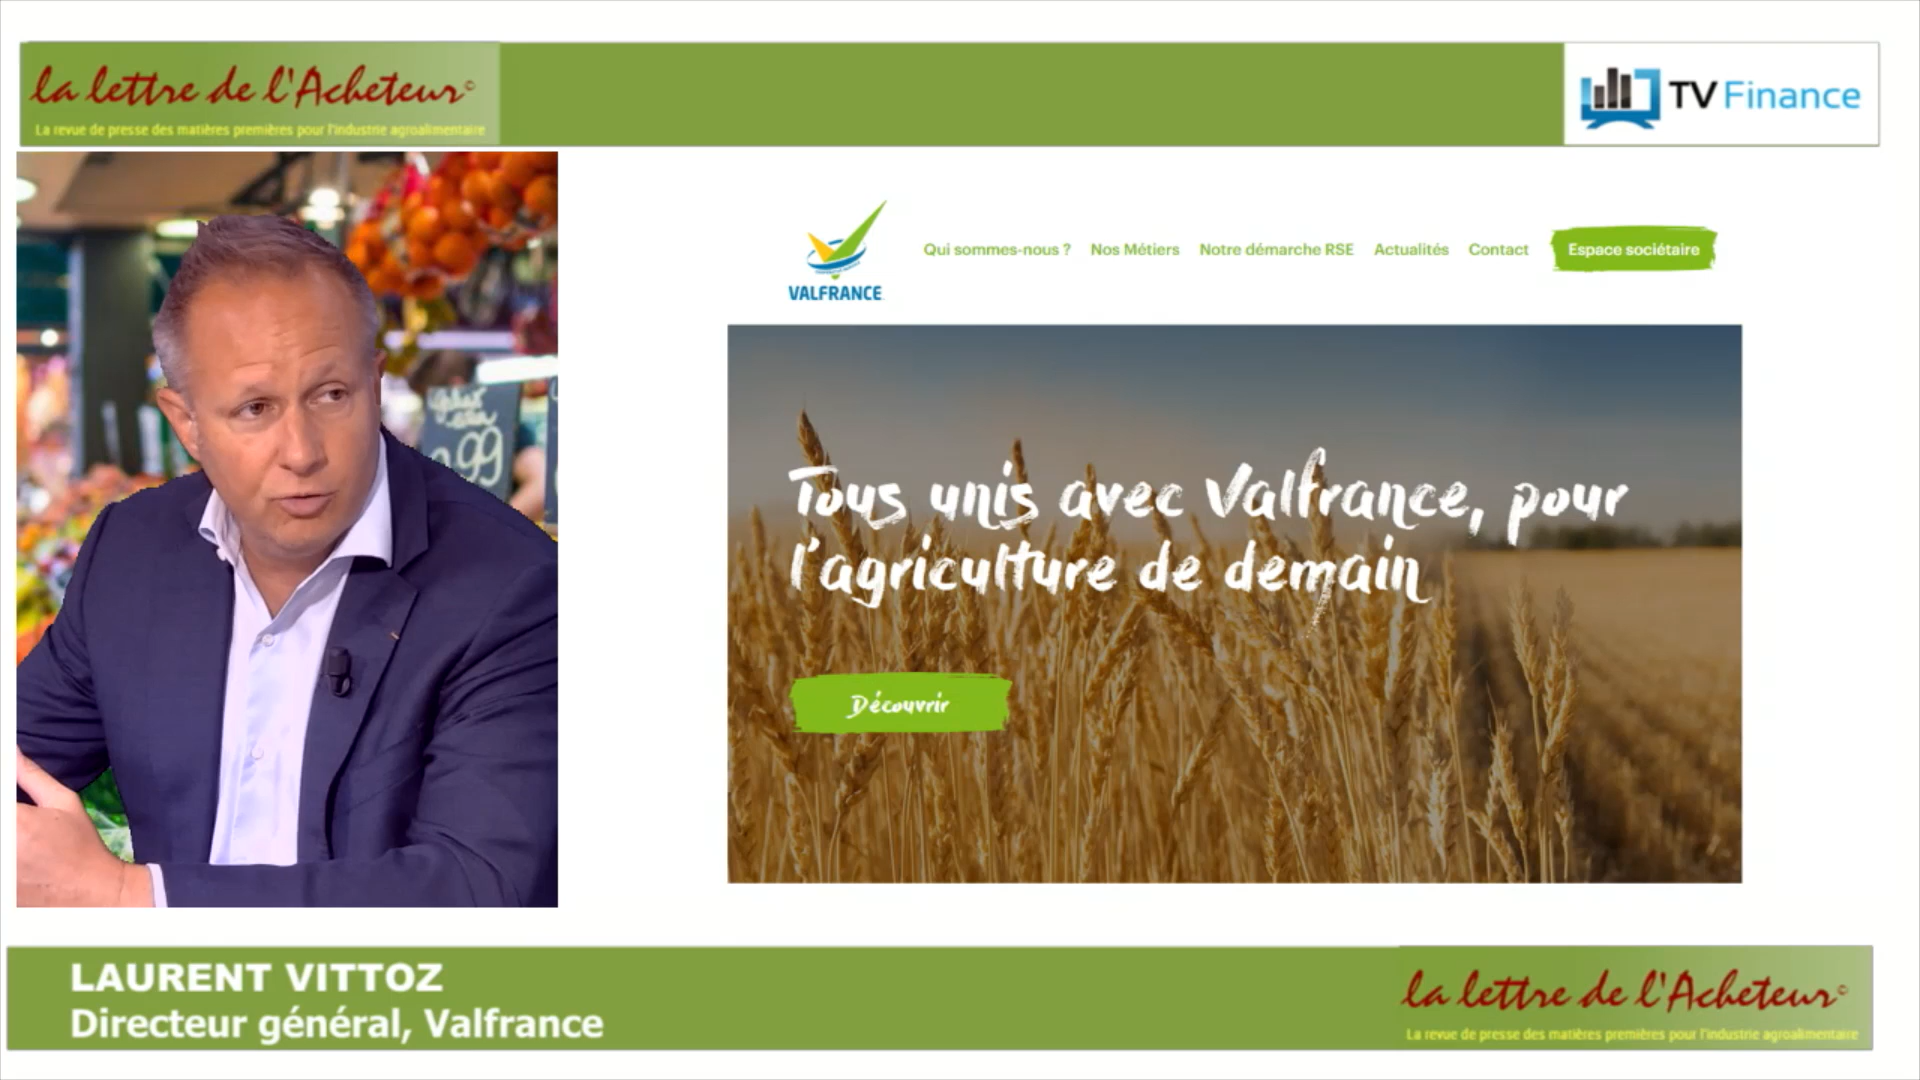 la lettre de l'Acheteur©
La revue de presse des matières premières pour l'industrie agroalimentaire
TV Finance
Qui sommes-nous ? Nos Métiers Notre démarche RSE Actualités Contact Espace sociétaire
VALFRANCE
99
Tous unis avec Valfrance, pour
l'agriculture de demain
Découvrir
LAURENT VITTOZ
Directeur général, Valfrance
la lettre de l'Acheteur©
La revue de presse des matières premières pour l'industrie agroalimentaire